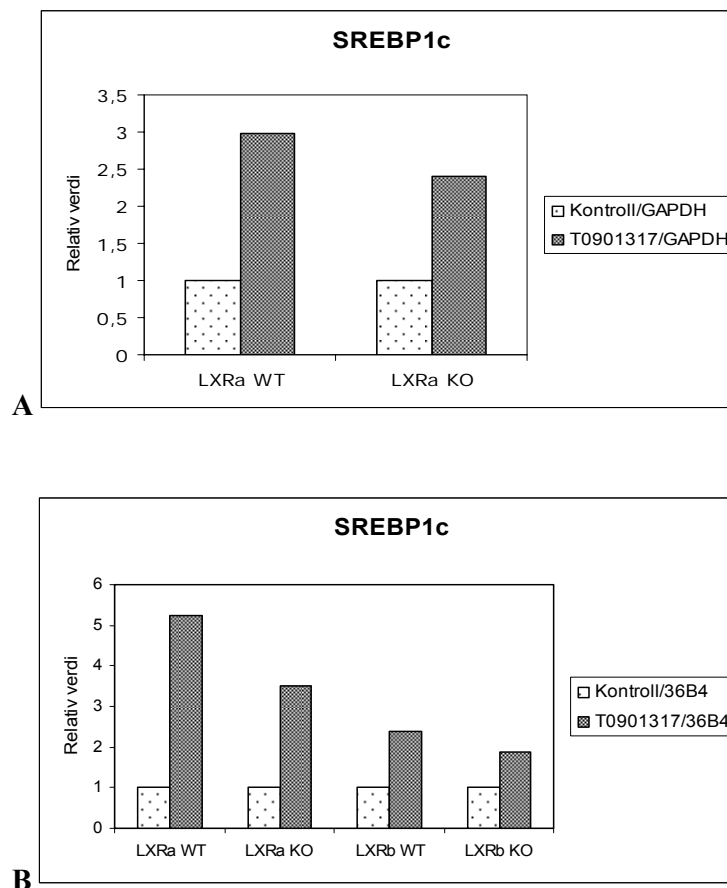 SREBP1c
3,5
3
2,5
2
1,5
1
0,5
0
Relativ verdi
LXRa WT
LXRa KO
Kontroll/GAPDH
T0901317/GAPDH
A
SREBP1c
6
5
4
3
2
1
0
Relativ verdi
LXRa WT
LXRa KO
LXRb WT
LXRb KO
Kontroll/36B4
T0901317/36B4
B